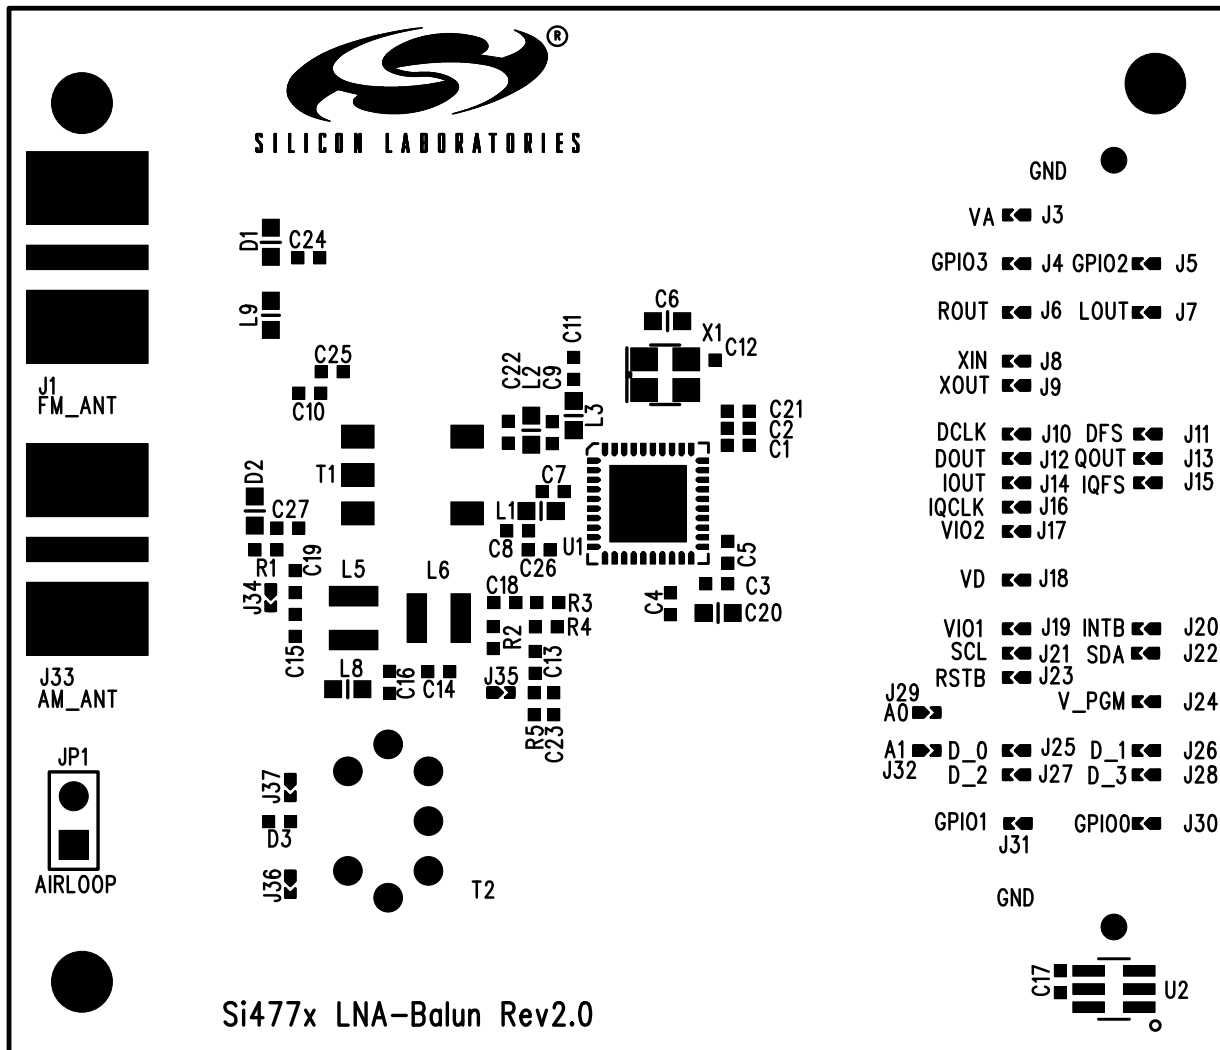 ®
SILICON LABORATORIES
GND
VA J3
D1 C24
GPIO3 J4 GPIO2 J5
L9
ROUT J6 LOUT J7
C6
C11 X1 C12
C25
XIN J8
XOUT J9
J1
FM_ANT
C10
C22 L2 C9
L3
C21
C2
C1
DCLK J10 DFS J11
DOUT J12 QOUT J13
IOUT J14 IQFS J15
IQCLK J16
VIO2 J17
D2
T1
C7
L1
C27
C8 U1
C26
C5
R1 C19
L5 L6
VD J18
J34
C18 R3
C3
C4
C20
R2 R4
C15
VIO1 J19 INTB J20
SCL J21 SDA J22
RSTB J23
J33
AM_ANT
L8 C16 C14 J35 C13
V_PGM J24
J29
A0
R5 C23
A1 D_0 J25 D_1 J26
J32 D_2 J27 D_3 J28
JP1
J37
D3
GPIO1 GPIO0 J30
J31
AIRLOOP
J36
T2
GND
C17 U2
Si477x LNA-Balun Rev2.0